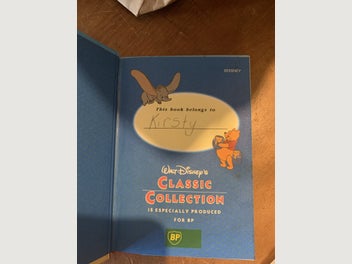 ©DISNEY
This book belongs to
Kirsty
WALT DISNEY'S
CLASSIC
COLLECTION
IS ESPECIALLY PRODUCED
FOR BP
BP